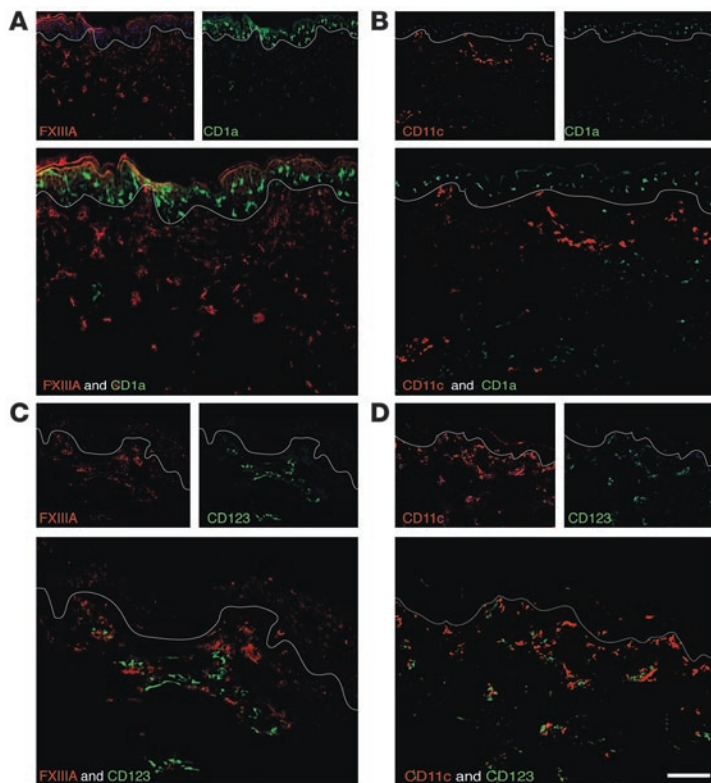 A
B
FXIIIA
CD1a
CD11c
CD1a
FXIIIA and CD1a
CD11c and CD1a
C
D
FXIIIA
CD123
CD11c
CD123
FXIIIA and CD123
CD11c and CD123